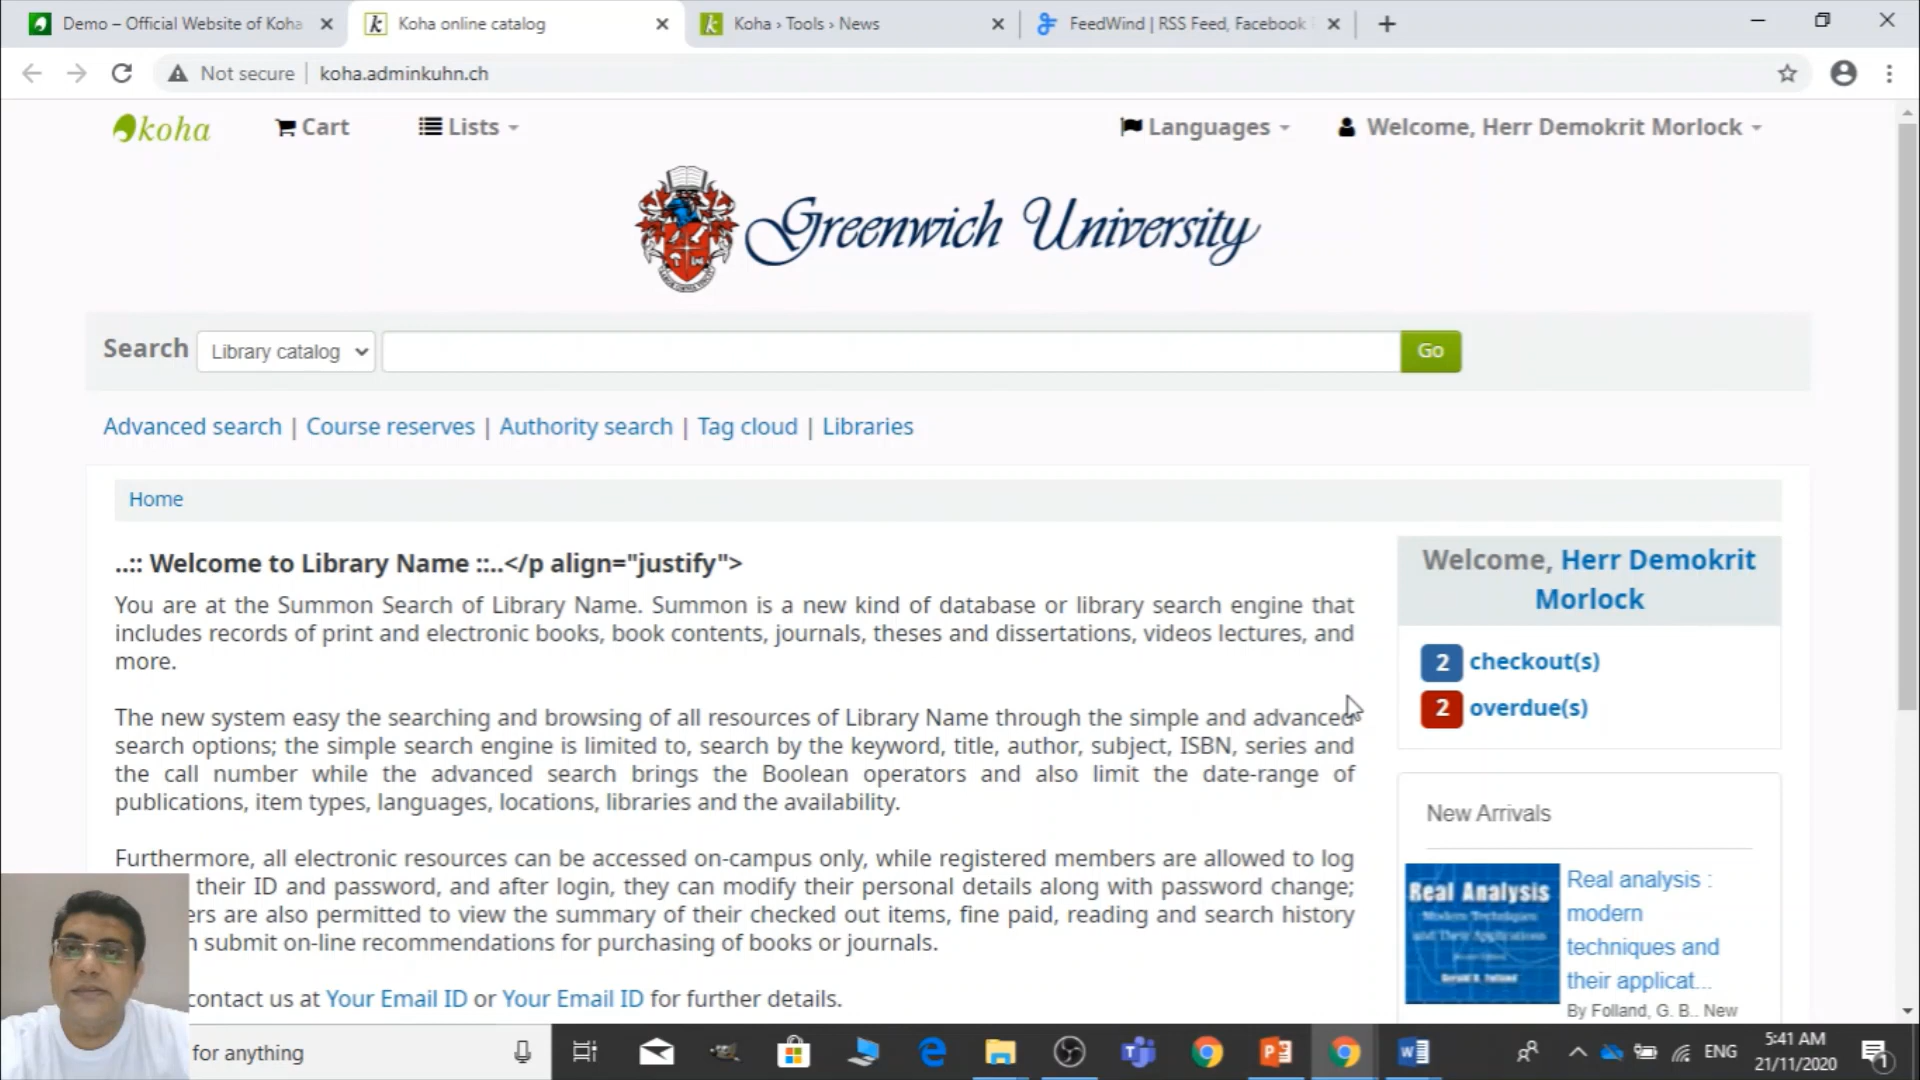 Demo – Official Website of Koha
Koha online catalog
Koha › Tools › News
FeedWind | RSS Feed, Facebook
Not secure | koha.adminkuhn.ch
koha
Cart
Lists
Languages
Welcome, Herr Demokrit Morlock
Greenwich University
Search
Library catalog
Go
Advanced search | Course reserves | Authority search | Tag cloud | Libraries
Home
..:: Welcome to Library Name ::..</p align="justify">
You are at the Summon Search of Library Name. Summon is a new kind of database or library search engine that
includes records of print and electronic books, book contents, journals, theses and dissertations, videos lectures, and
more.
The new system easy the searching and browsing of all resources of Library Name through the simple and advanced
search options; the simple search engine is limited to, search by the keyword, title, author, subject, ISBN, series and
the call number while the advanced search brings the Boolean operators and also limit the date-range of
publications, item types, languages, locations, libraries and the availability.
Furthermore, all electronic resources can be accessed on-campus only, while registered members are allowed to log
their ID and password, and after login, they can modify their personal details along with password change;
are also permitted to view the summary of their checked out items, fine paid, reading and search history
submit on-line recommendations for purchasing of books or journals.
contact us at Your Email ID or Your Email ID for further details.
Welcome, Herr Demokrit
Morlock
2 checkout(s)
2 overdue(s)
New Arrivals
Real Analysis
Modern Techniques
and Their Applications
Real analysis :
modern
techniques and
their applicat...
By Folland, G. B.. New
for anything
ENG
5:41 AM
21/11/2020
1